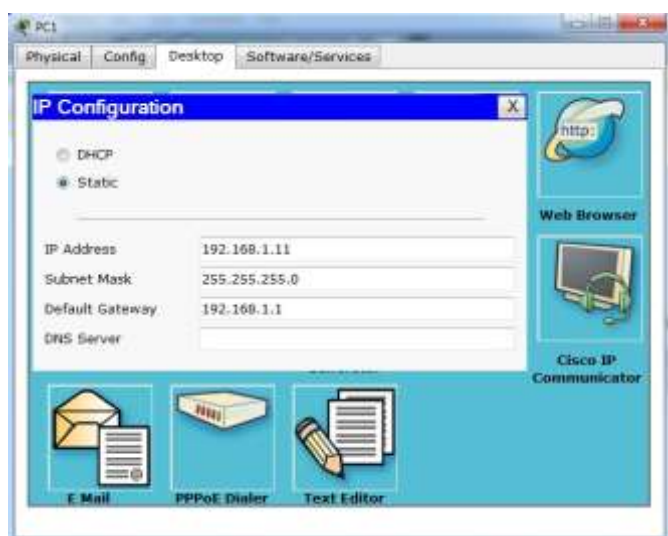 PC1
Physical Config Desktop Software/Services
IP Configuration X
http:
DHCP
Static
Web Browser
IP Address 192.168.1.11
Subnet Mask 255.255.255.0
Default Gateway 192.168.1.1
DNS Server
Cisco IP
Communicator
E Mail PPPoE Dialer Text Editor